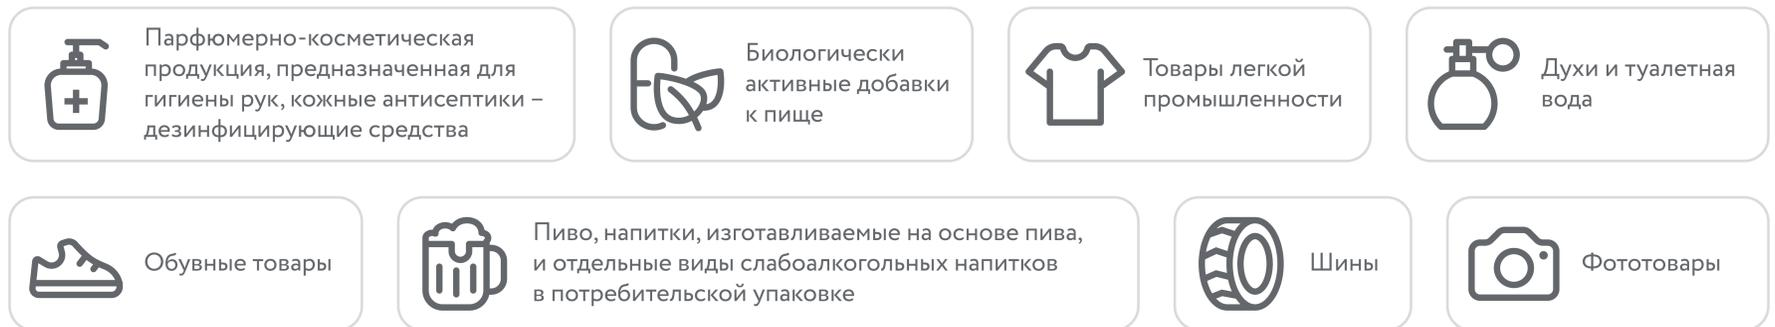 Парфюмерно-косметическая
продукция, предназначенная для
гигиены рук, кожные антисептики –
дезинфицирующие средства
Биологически
активные добавки
к пище
Товары легкой
промышленности
Духи и туалетная
вода
Обувные товары
Пиво, напитки, изготавливаемые на основе пива,
и отдельные виды слабоалкогольных напитков
в потребительской упаковке
Шины
Фототовары